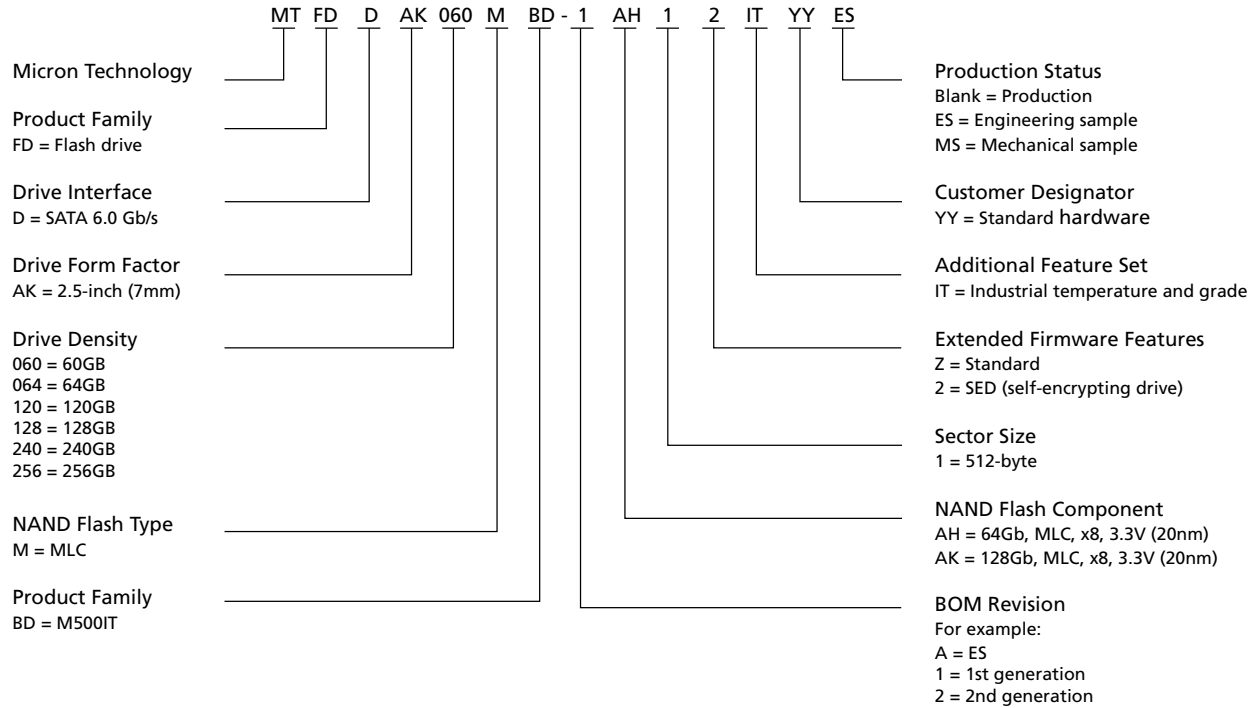 MT FD D AK 060 M BD - 1 AH 1 2 IT YY ES
Micron Technology
Product Family
FD = Flash drive
Drive Interface
D = SATA 6.0 Gb/s
Drive Form Factor
AK = 2.5-inch (7mm)
Drive Density
060 = 60GB
064 = 64GB
120 = 120GB
128 = 128GB
240 = 240GB
256 = 256GB
NAND Flash Type
M = MLC
Product Family
BD = M500IT
Production Status
Blank = Production
ES = Engineering sample
MS = Mechanical sample
Customer Designator
YY = Standard hardware
Additional Feature Set
IT = Industrial temperature and grade
Extended Firmware Features
Z = Standard
2 = SED (self-encrypting drive)
Sector Size
1 = 512-byte
NAND Flash Component
AH = 64Gb, MLC, x8, 3.3V (20nm)
AK = 128Gb, MLC, x8, 3.3V (20nm)
BOM Revision
For example:
A = ES
1 = 1st generation
2 = 2nd generation